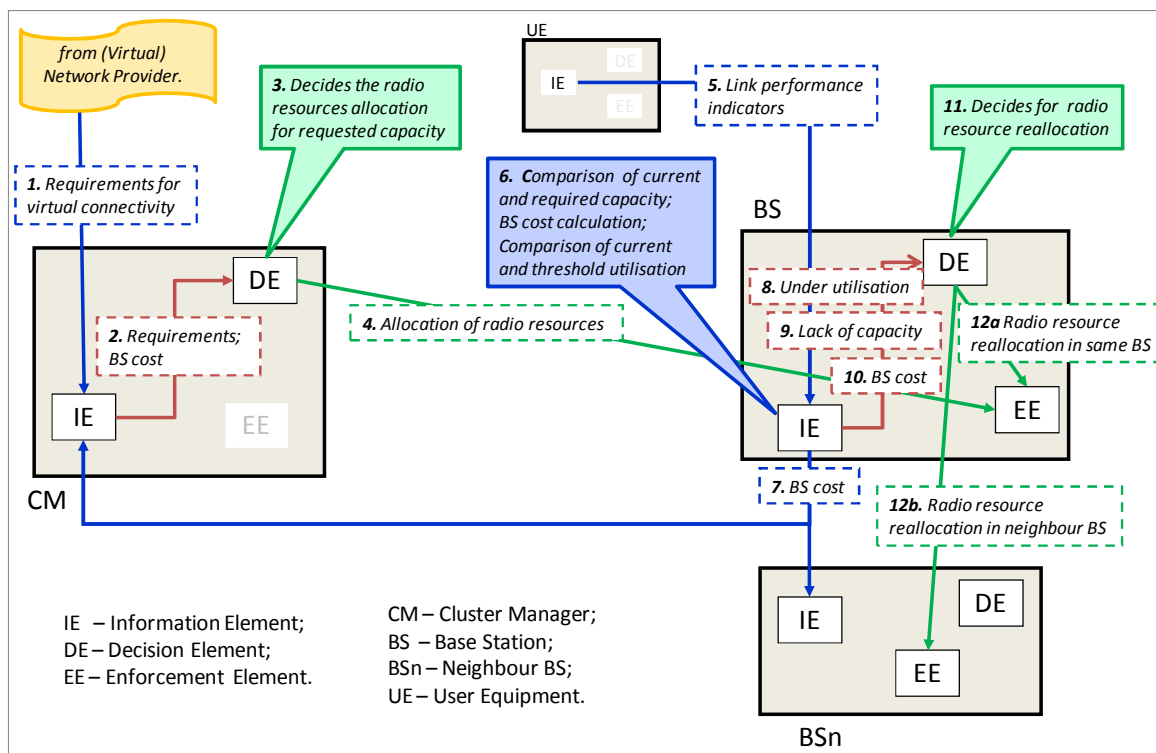 from (Virtual)
Network Provider.
UE
DE
IE
EE
3. Decides the radio
resources allocation
for requested capacity
5. Link performance
indicators
11. Decides for radio
resource reallocation
1. Requirements for
virtual connectivity
6. Comparison of current
and required capacity;
BS cost calculation;
Comparison of current
and threshold utilisation
BS
DE
DE
8. Under utilisation
2. Requirements;
BS cost
4. Allocation of radio resources
9. Lack of capacity
12a Radio resource
reallocation in same BS
10. BS cost
IE
EE
IE
EE
CM
7. BS cost
12b. Radio resource
reallocation in neighbour BS
IE
DE
EE
BSn
IE – Information Element;
DE – Decision Element;
EE – Enforcement Element.
CM – Cluster Manager;
BS – Base Station;
BSn – Neighbour BS;
UE – User Equipment.